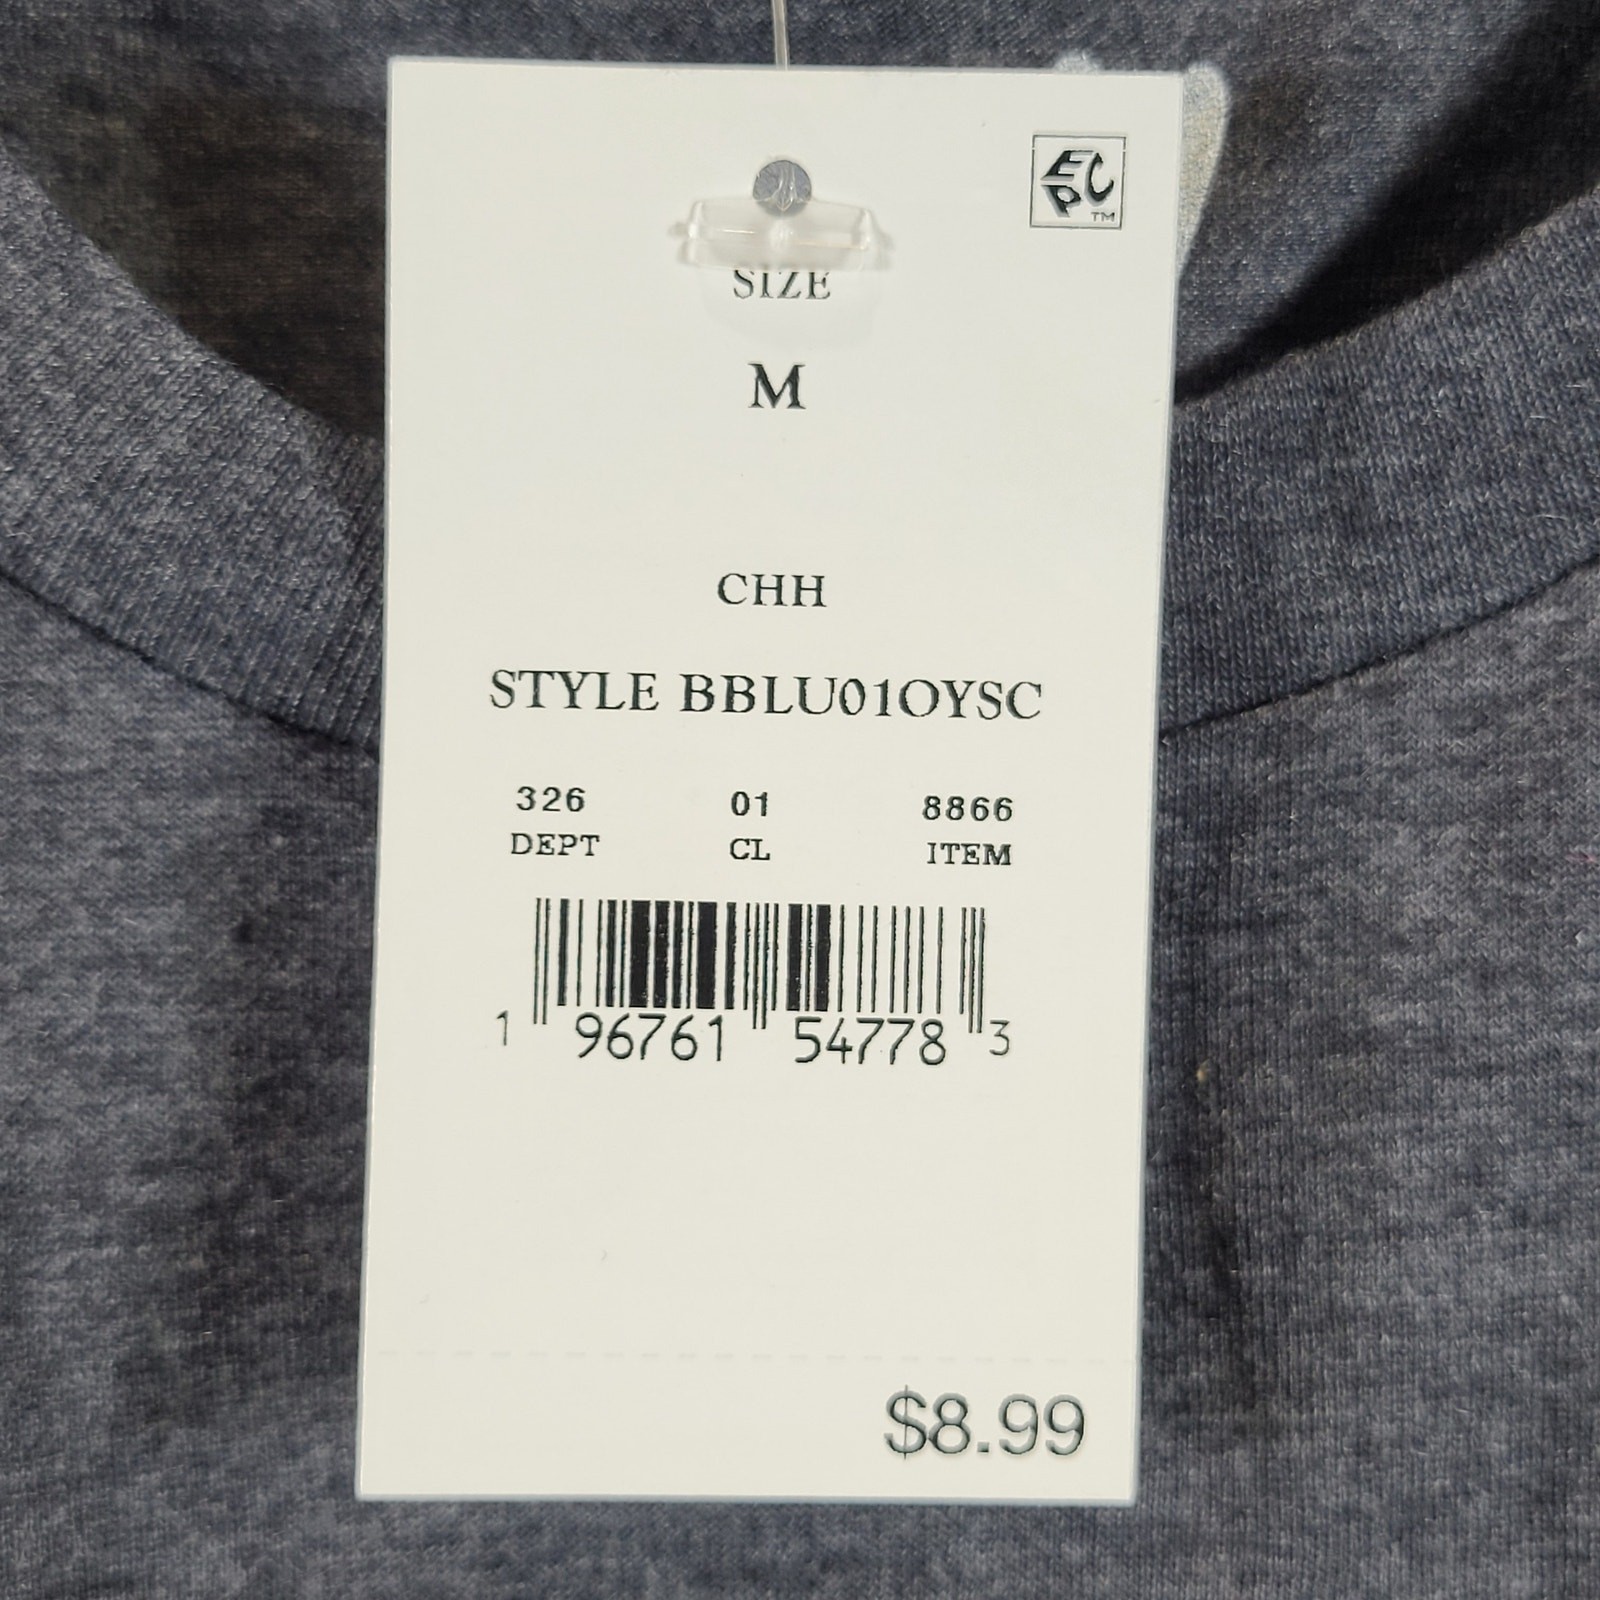 EPC
™
SIZE
M
CHH
STYLE BBLU01OYSC
326 01 8866
DEPT CL ITEM
1 96761 54778 3
$8.99